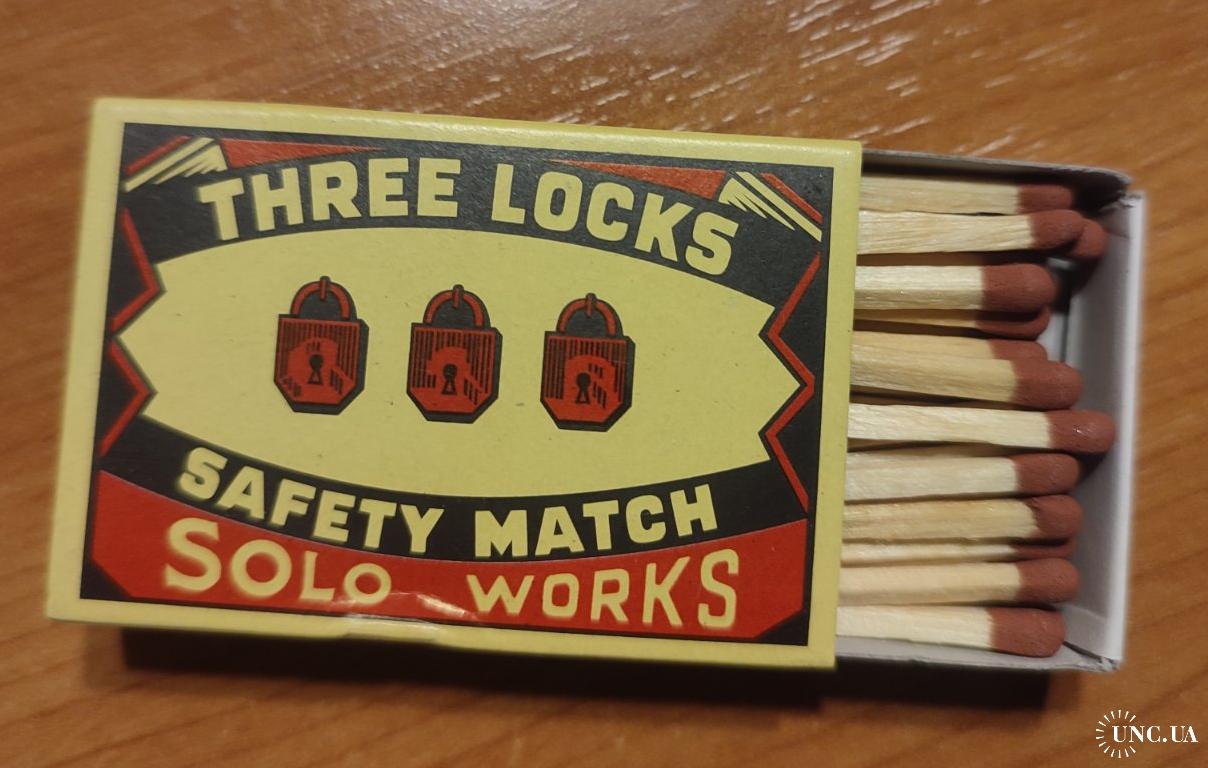 THREE LOCKS
SAFETY MATCH
SOLO WORKS
UNC.UA